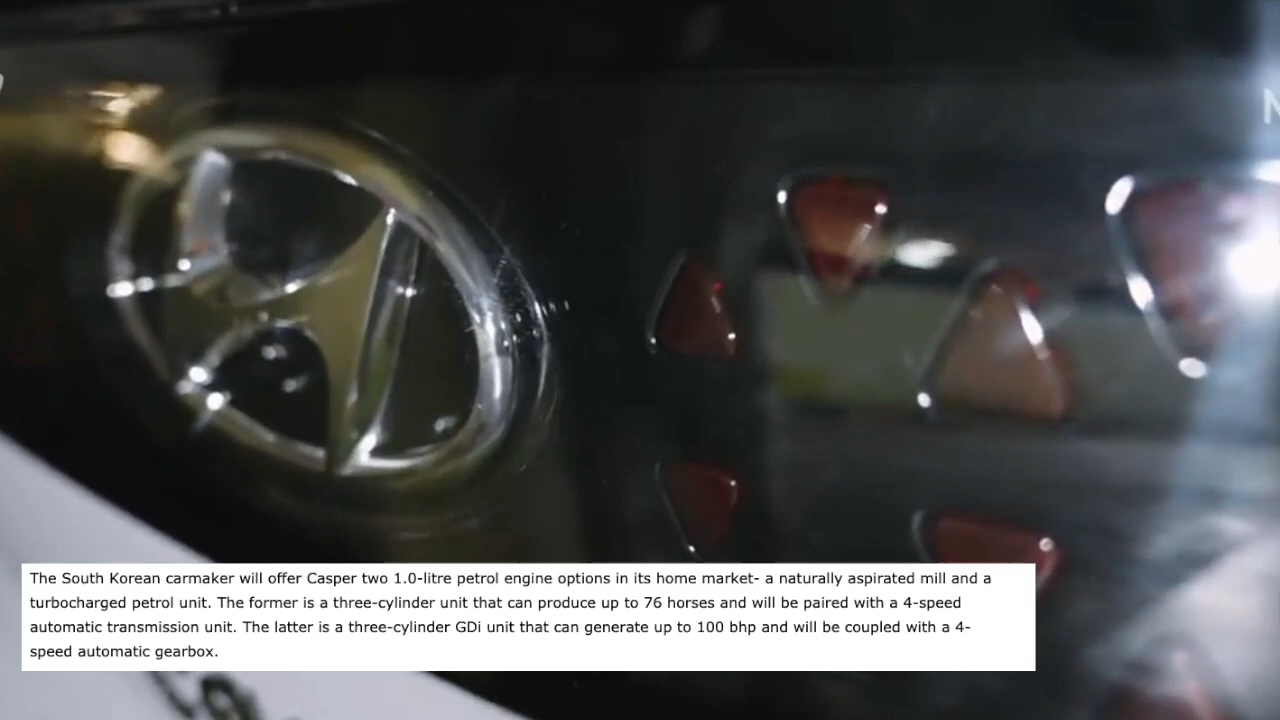 N
The South Korean carmaker will offer Casper two 1.0-litre petrol engine options in its home market- a naturally aspirated mill and a
turbocharged petrol unit. The former is a three-cylinder unit that can produce up to 76 horses and will be paired with a 4-speed
automatic transmission unit. The latter is a three-cylinder GDi unit that can generate up to 100 bhp and will be coupled with a 4-
speed automatic gearbox.